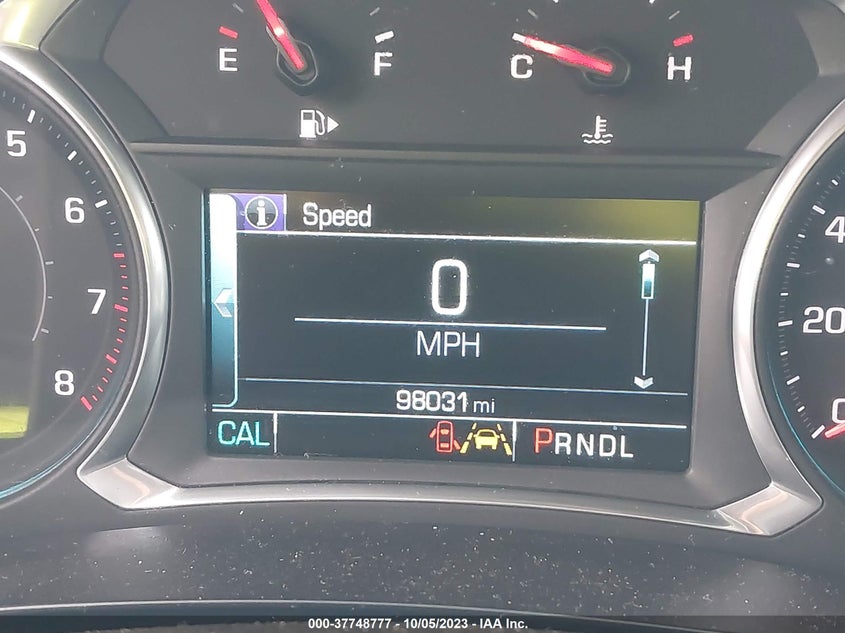 E F
C H
5
6
7
8
Speed
0
MPH
98031 mi
CAL
PRNDL
4
20
0
000-37748777 - 10/05/2023 - IAA Inc.